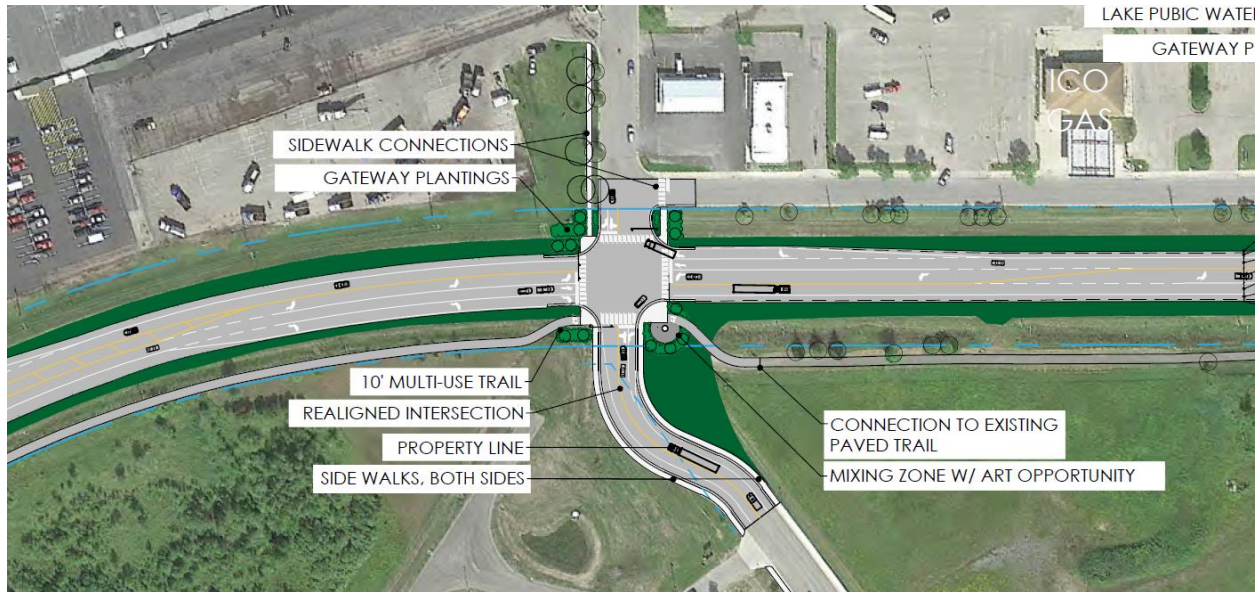 LAKE PUBIC WATER
GATEWAY P
ICO
GAS
SIDEWALK CONNECTIONS
GATEWAY PLANTINGS
10' MULTI-USE TRAIL
REALIGNED INTERSECTION
PROPERTY LINE
SIDE WALKS, BOTH SIDES
CONNECTION TO EXISTING
PAVED TRAIL
MIXING ZONE W/ ART OPPORTUNITY